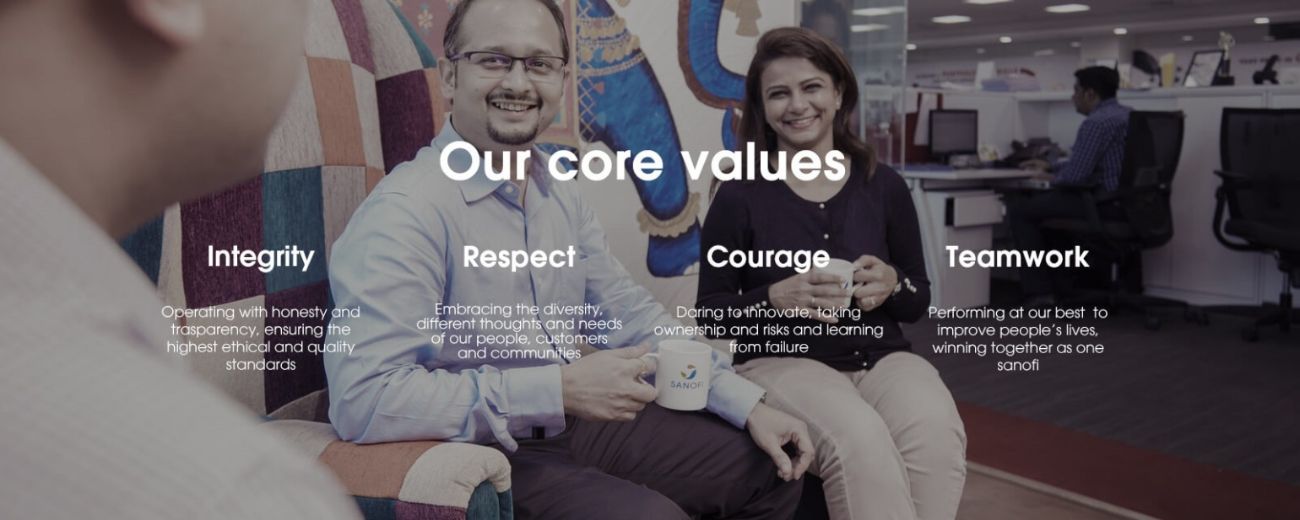 Our core values
Integrity
Operating with honesty and
trasparency, ensuring the
highest ethical and quality
standards
Respect
Embracing the diversity,
different thoughts and needs
of our people, customers
and communities
Courage
Daring to innovate, taking
ownership and risks and learning
from failure
Teamwork
Performing at our best to
improve people's lives,
winning together as one
sanofi
SANOFI